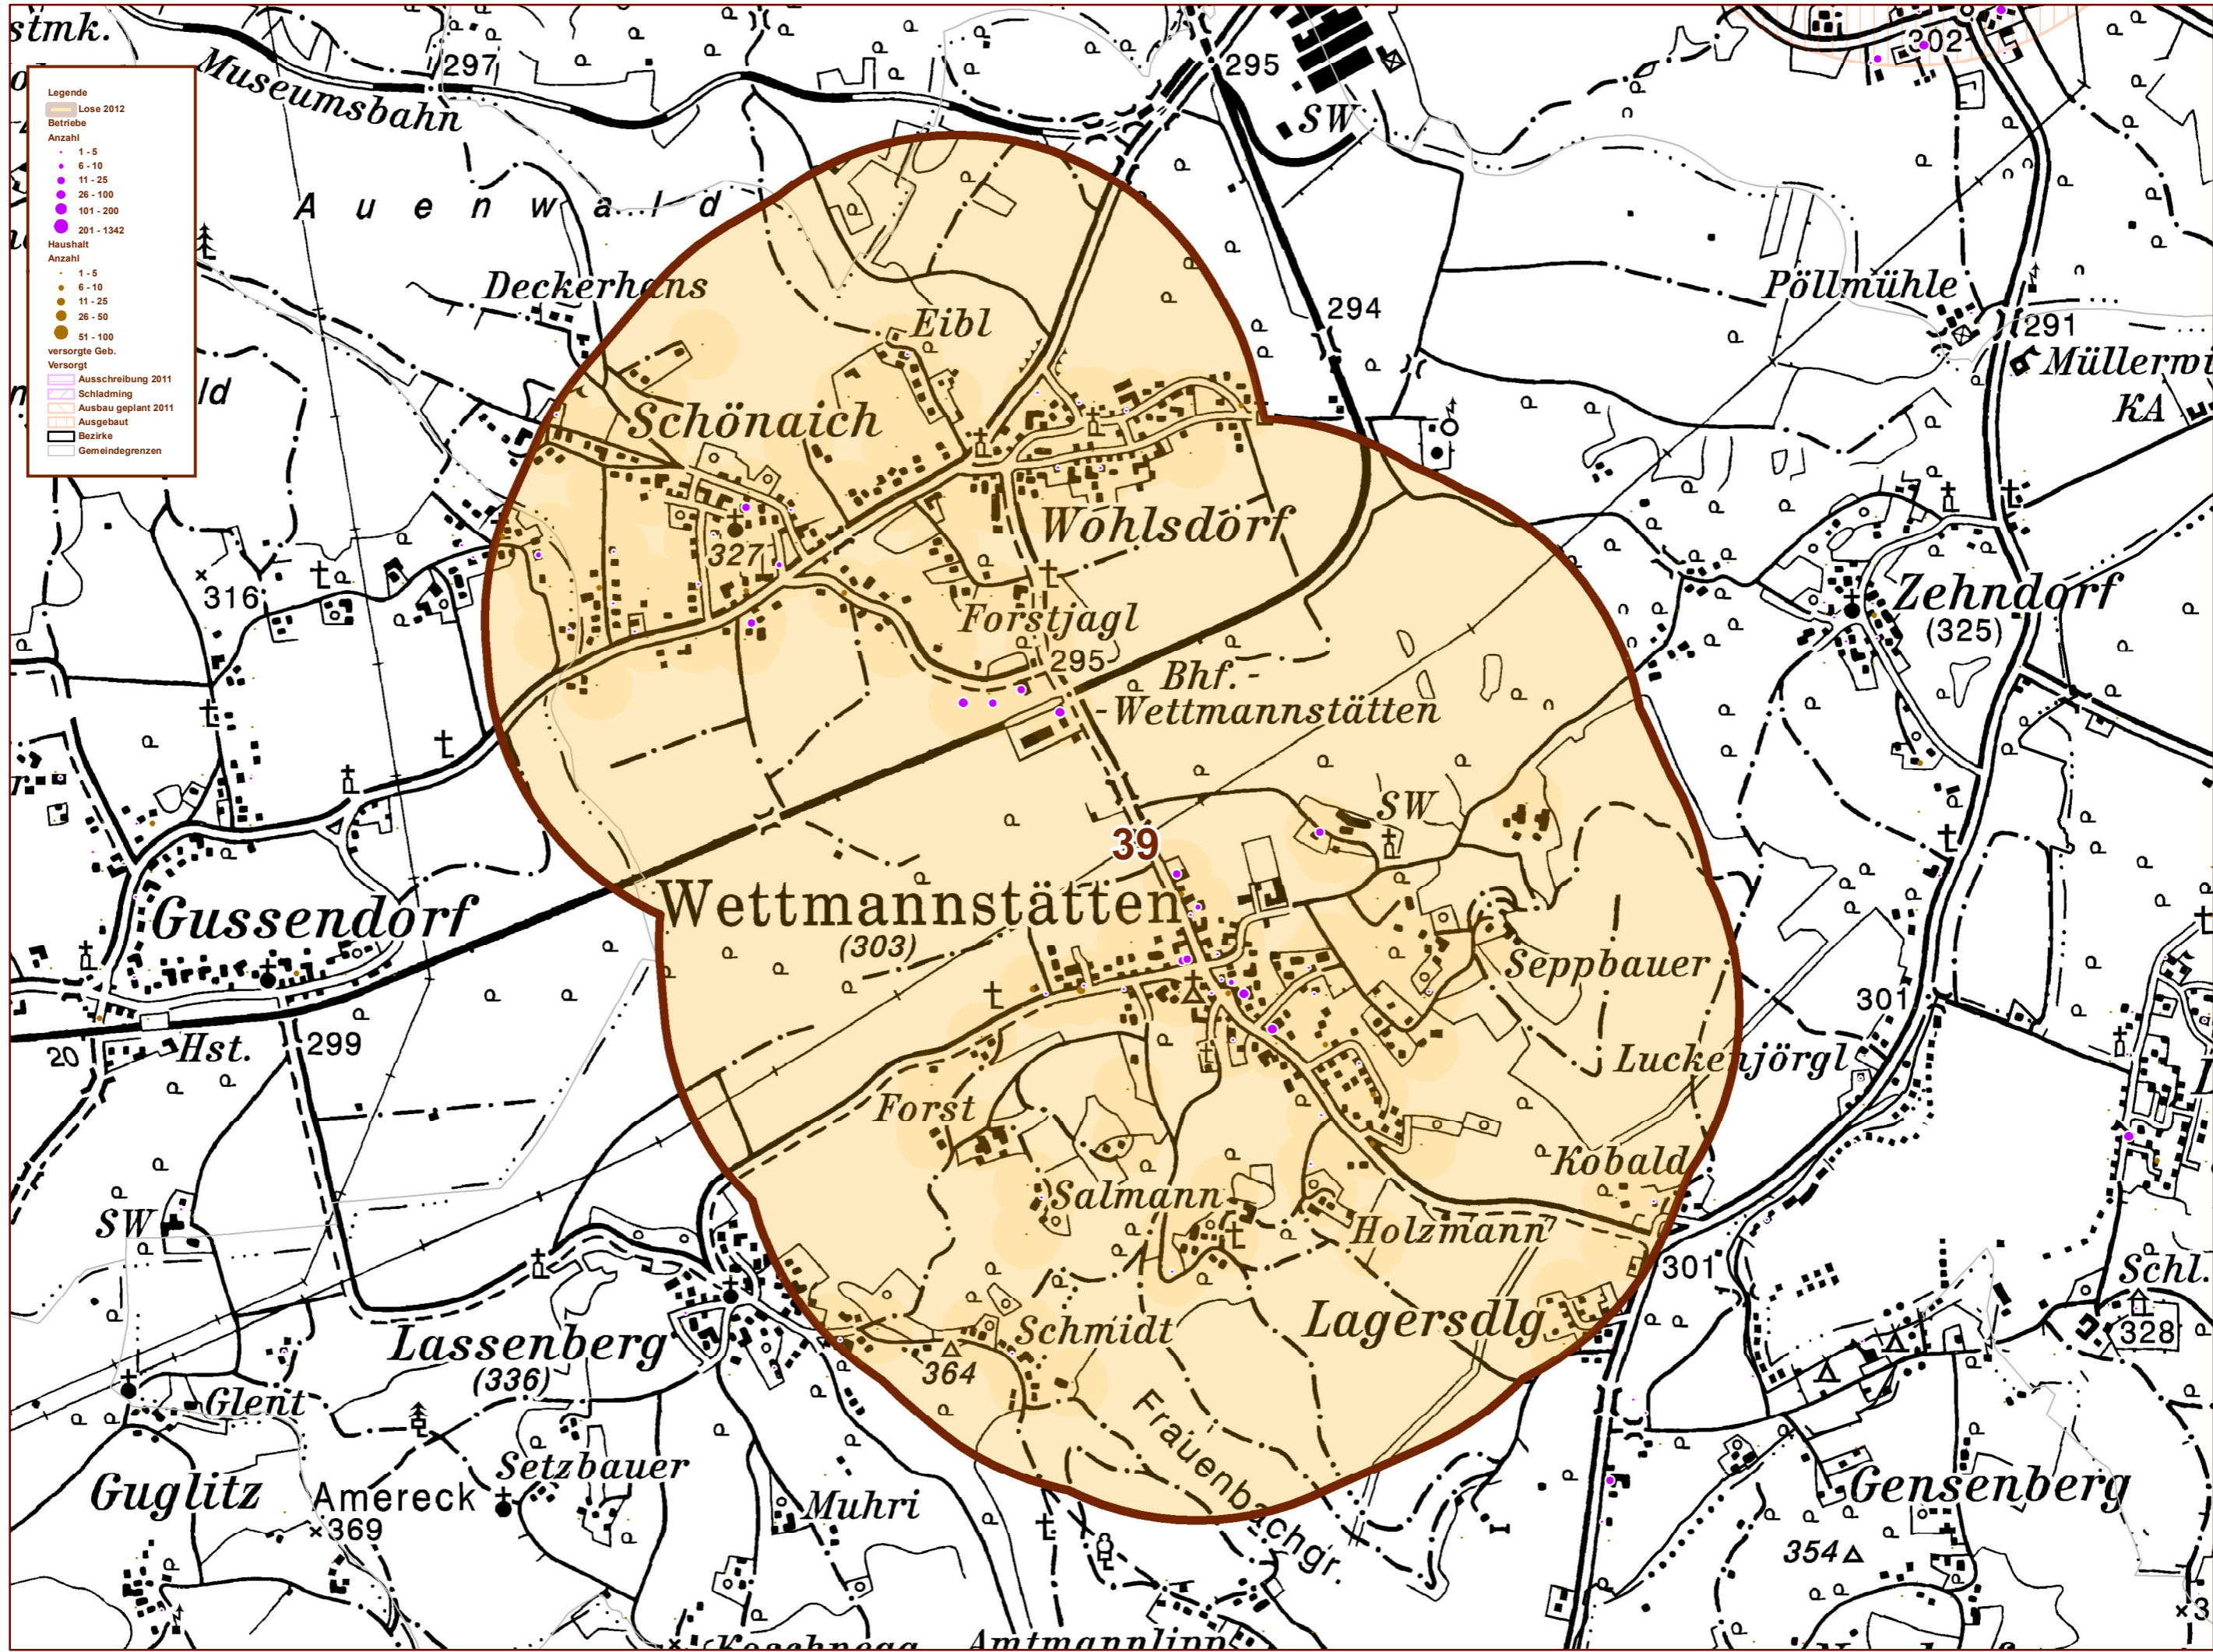 stmk.
Museumsbahn
297
295
SW
302
Legende
Lose 2012
Betriebe
Anzahl
1 - 5
6 - 10
11 - 25
26 - 100
101 - 200
201 - 1342
Haushalt
Anzahl
1 - 5
6 - 10
11 - 25
26 - 50
51 - 100
versorgte Geb.
Versorgt
Ausschreibung 2011
Schladming
Ausbau geplant 2011
Ausgebaut
Bezirke
Gemeindegrenzen
Auenwald
Deckerhans
Eibl
294
Pöllmühle
291
Müllerwi
KA
ld
Schönaich
327
Wohlsdorf
316
Forstjagl
295
Bhf.-
-Wettmannstätten
Zehndorf
(325)
SW
39
Wettmannstätten
(303)
Gussendorf
Seppbauer
301
20
Hst.
299
Luckenjörgl
Forst
Kobald
Salmann
Holzmann
SW
301
Schl.
328
Lassenberg
(336)
Schmidt
364
Lagersdlg
Glent
Frauenbachgr.
Setzbauer
Guglitz
Amereck
369
Muhri
Gensenberg
354
Amtmannlipp